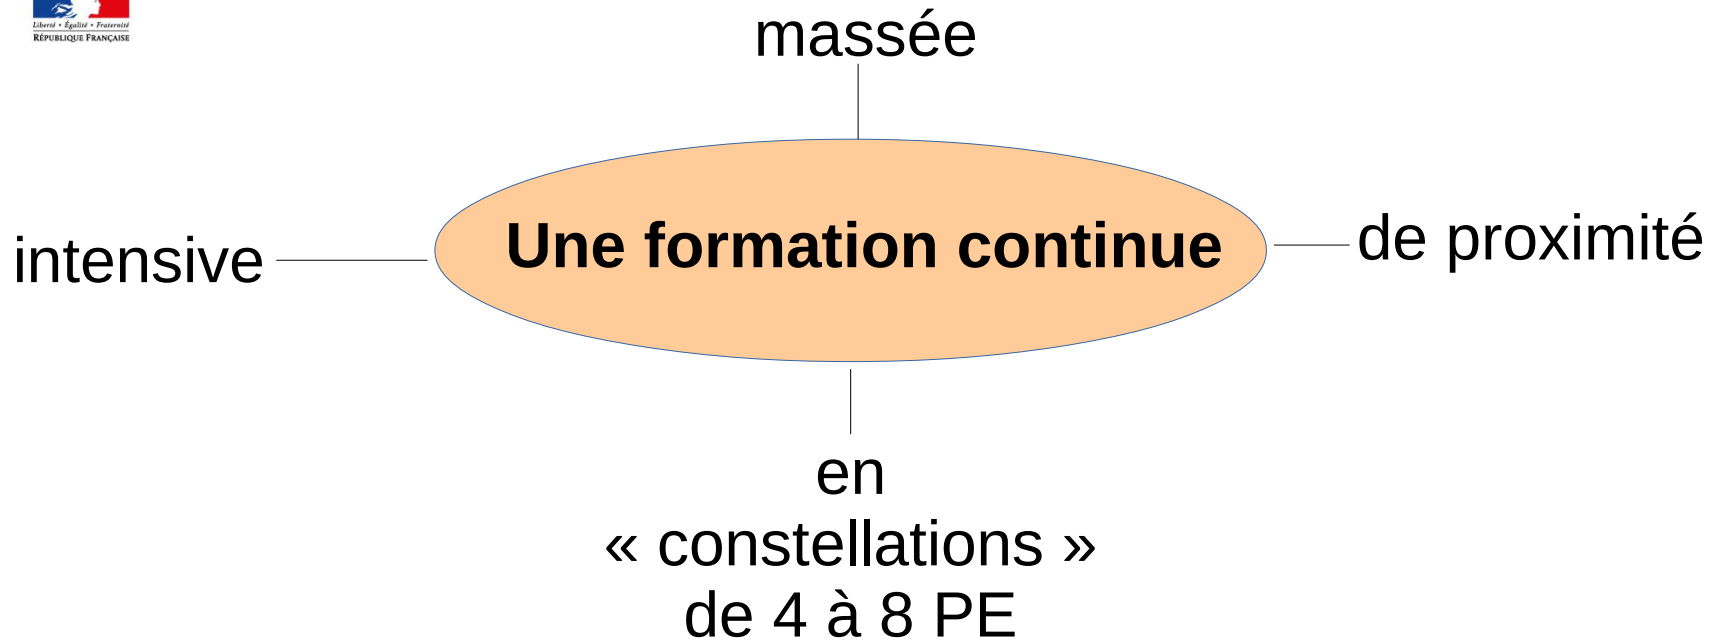 Liberté • Égalité • Fraternité
RÉPUBLIQUE FRANÇAISE
massée
Une formation continue
de proximité
intensive
en
« constellations »
de 4 à 8 PE